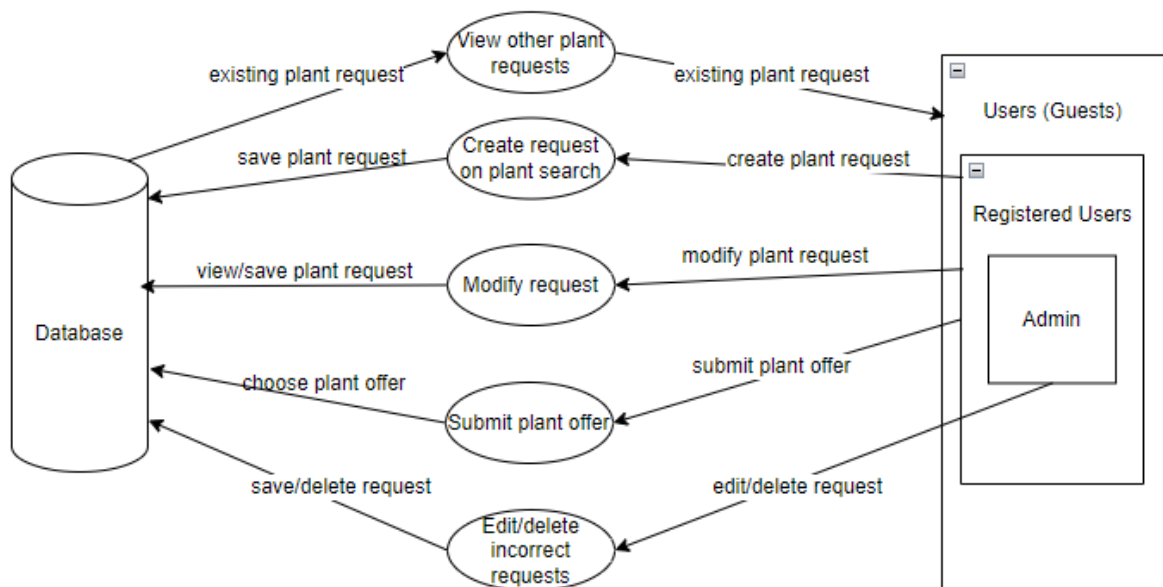 View other plant
requests
existing plant request
existing plant request
Users (Guests)
save plant request
Create request
on plant search
create plant request
Registered Users
view/save plant request
Modify request
modify plant request
Database
Admin
choose plant offer
Submit plant offer
submit plant offer
save/delete request
Edit/delete
incorrect
requests
edit/delete request